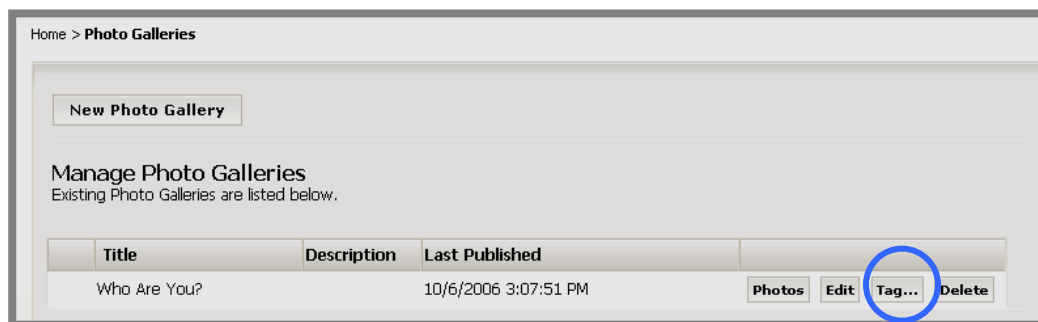 Home > Photo Galleries
New Photo Gallery
Manage Photo Galleries
Existing Photo Galleries are listed below.
Title Description Last Published
Who Are You? 10/6/2006 3:07:51 PM Photos Edit Tag... Delete